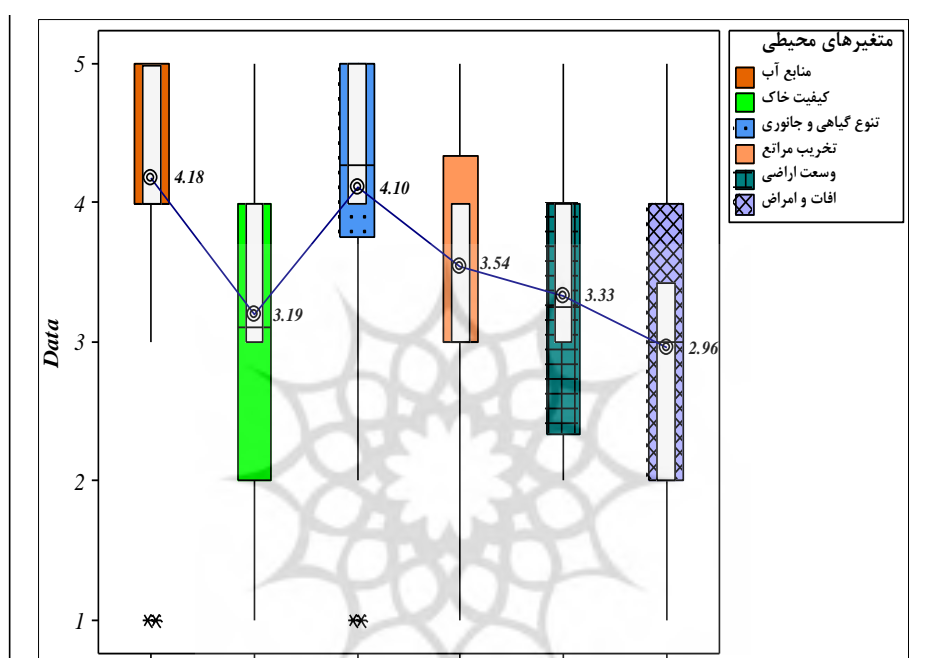 متغیرهای محیطی
منابع آب
کیفیت خاک
تنوع گیاهی و جانوری
تخریب مراتع
وسعت اراضی
افات و امراض
Data
5
4
3
2
1
4.18
3.19
4.10
3.54
3.33
2.96